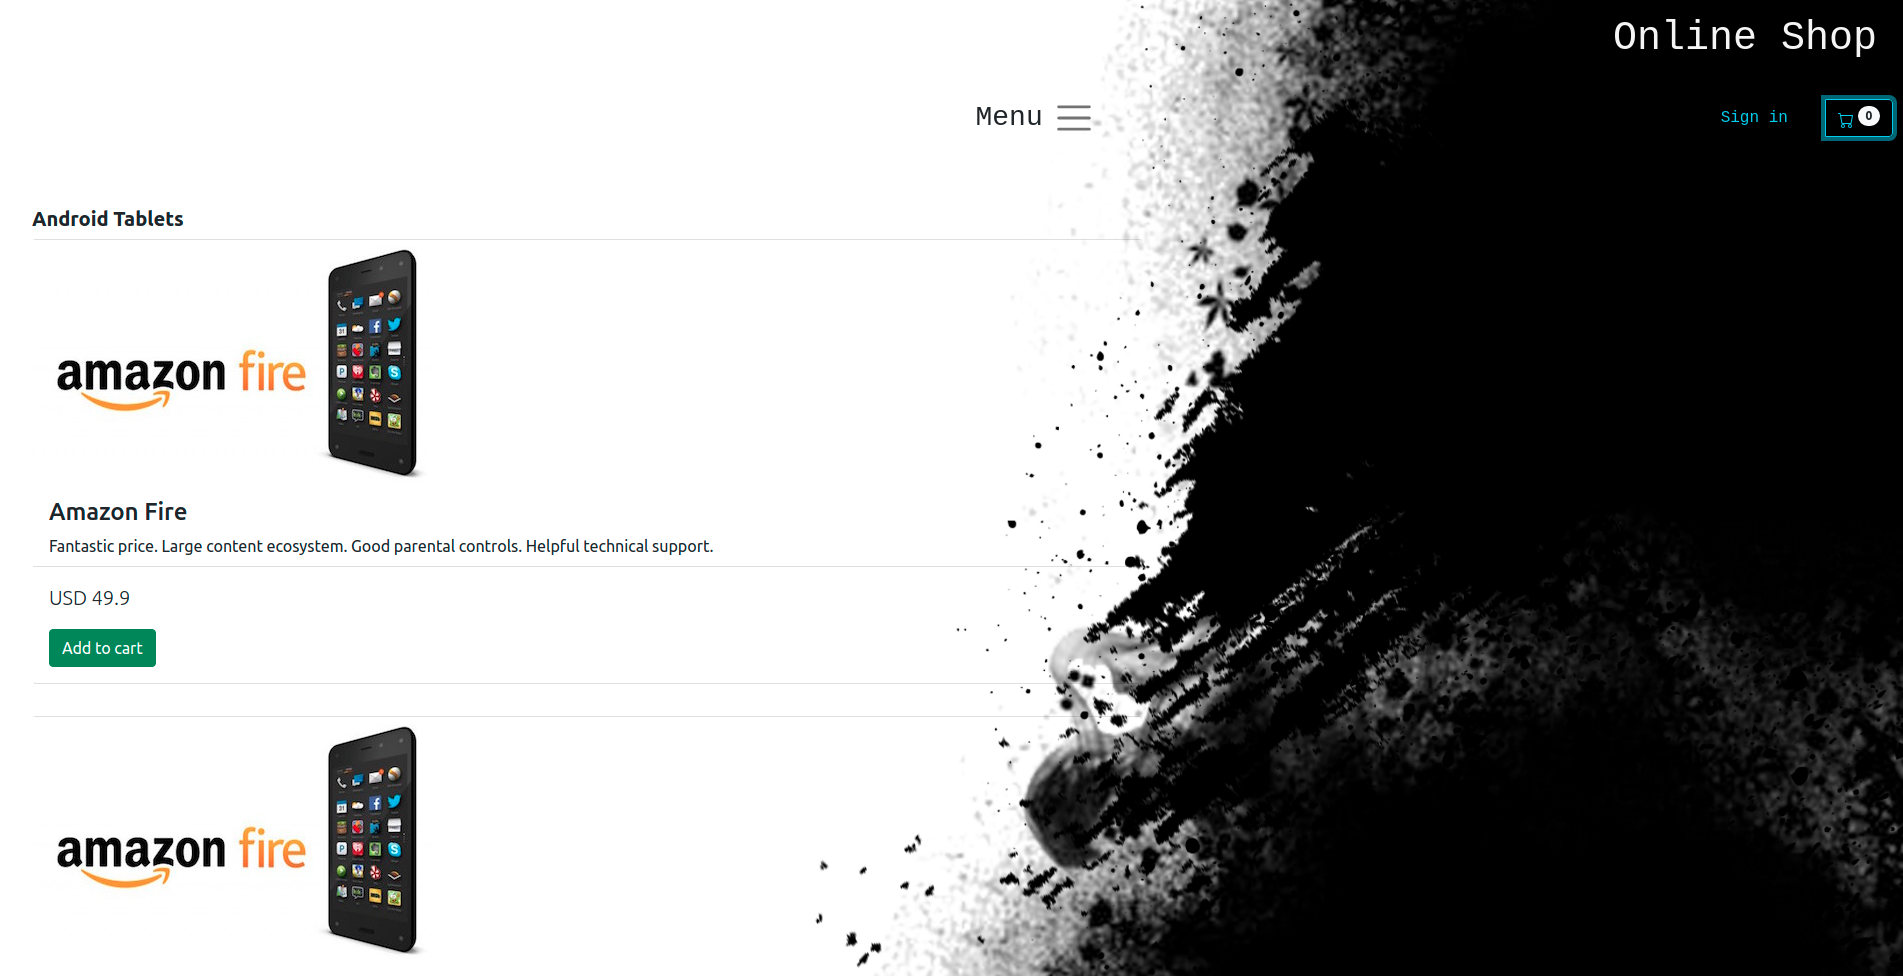 Online Shop
Menu
Sign in
0
Android Tablets
amazon fire
Amazon Fire
Fantastic price. Large content ecosystem. Good parental controls. Helpful technical support.
USD 49.9
Add to cart
amazon fire